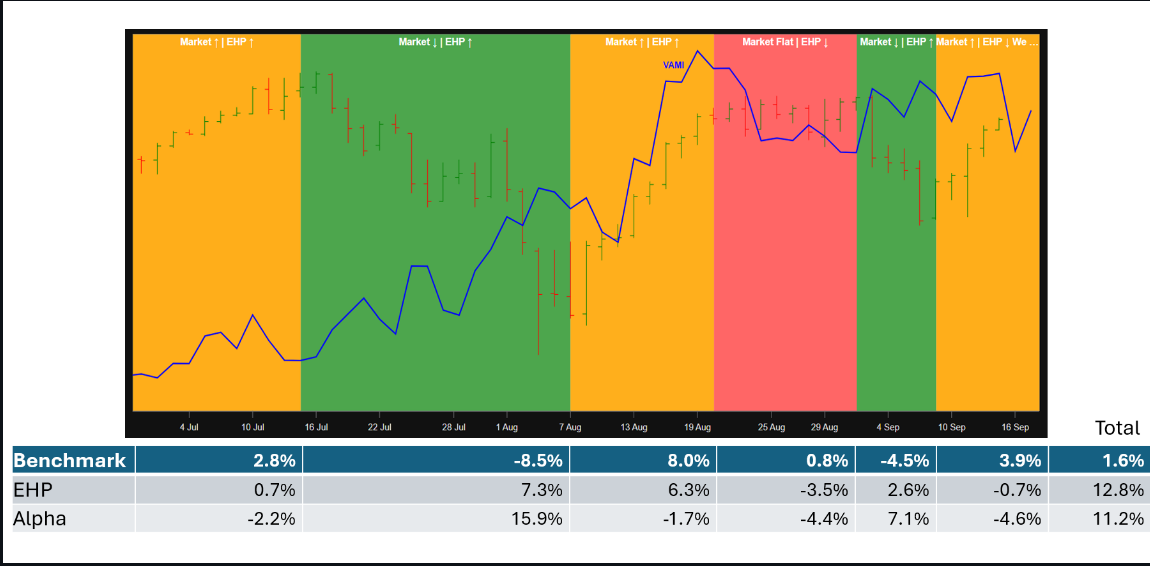 Market ↑ | EHP ↑
Market ↓ | EHP ↑
Market ↑ | EHP ↑
Market Flat | EHP ↓
Market ↓ | EHP ↑
Market ↑ | EHP ↓ We ...
VAMI
4 Jul 10 Jul 16 Jul 22 Jul 28 Jul 1 Aug 7 Aug 13 Aug 19 Aug 25 Aug 29 Aug 4 Sep 10 Sep 16 Sep
Total
Benchmark 2.8% -8.5% 8.0% 0.8% -4.5% 3.9% 1.6%
EHP 0.7% 7.3% 6.3% -3.5% 2.6% -0.7% 12.8%
Alpha -2.2% 15.9% -1.7% -4.4% 7.1% -4.6% 11.2%